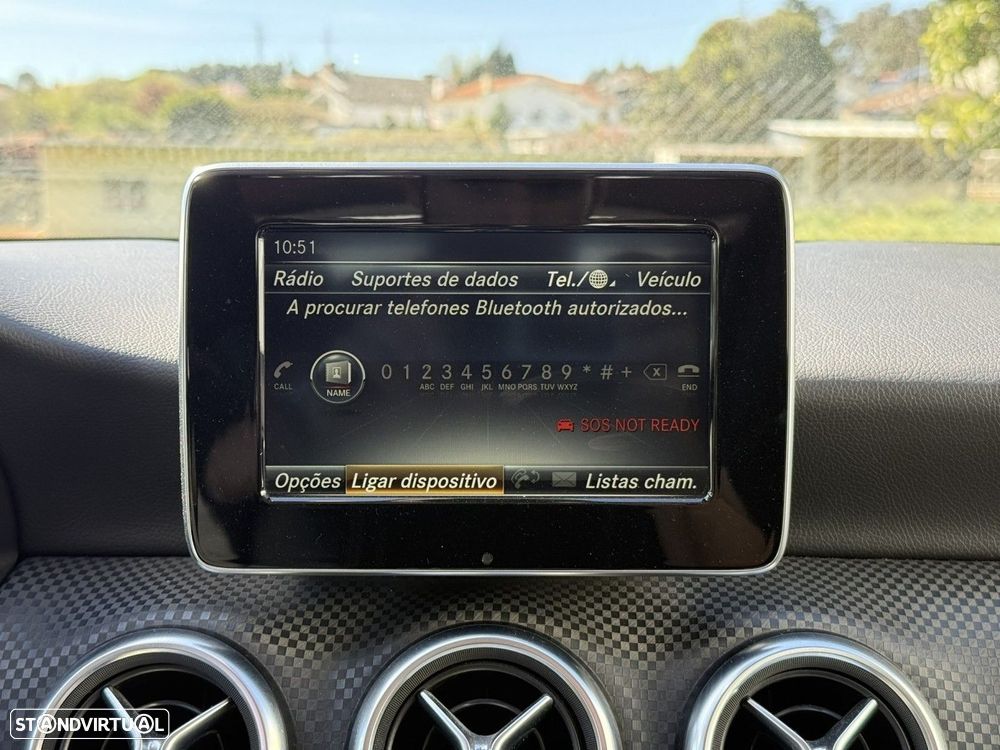 10:51
Rádio Suportes de dados Tel./ Veículo
A procurar telefones Bluetooth autorizados...
0 1 2 3 4 5 6 7 8 9 * # + x
CALL NAME ABC DEF GHI JKL MNO PQRS TUV WXYZ END
SOS NOT READY
Opções Ligar dispositivo Listas cham.
STANDVIRTUAL